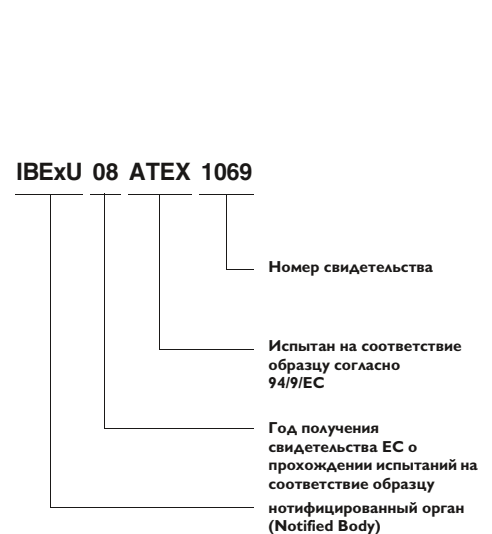 IBExU 08 ATEX 1069
Номер свидетельства
Испытан на соответствие
образцу согласно
94/9/EC
Год получения
свидетельства ЕС о
прохождении испытаний на
соответствие образцу
нотифицированный орган
(Notified Body)